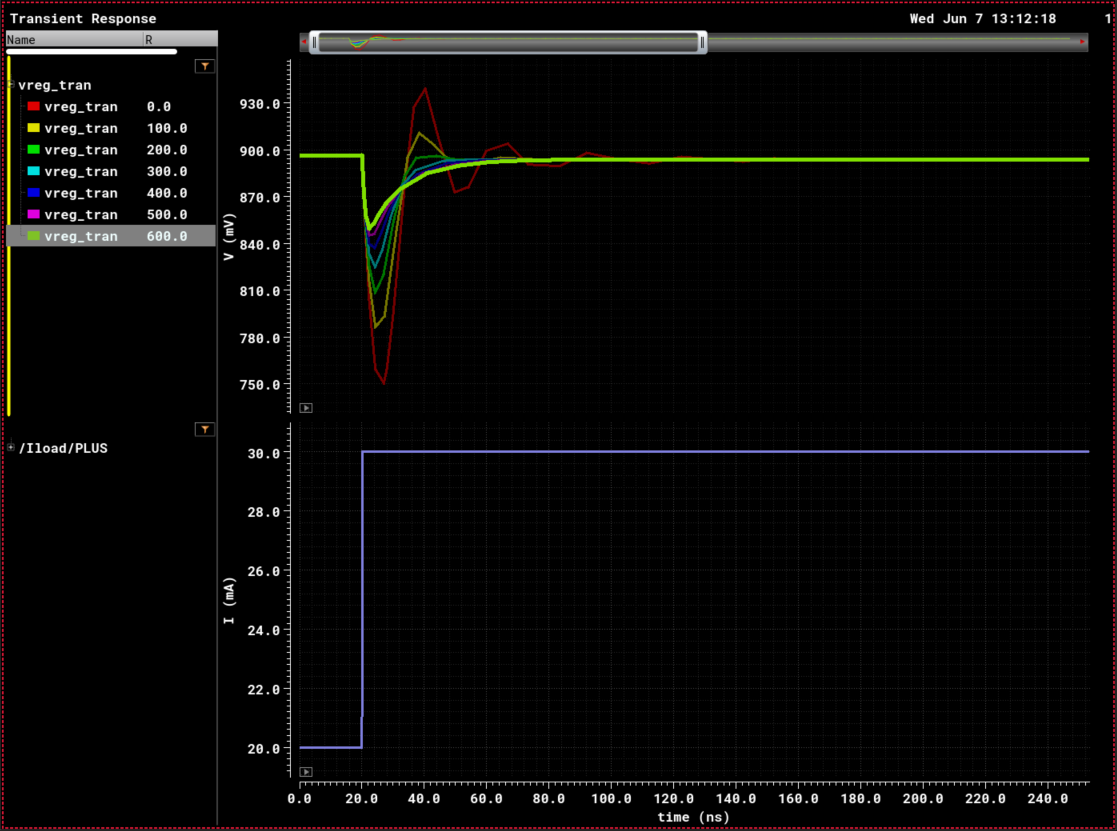 Transient Response
Wed Jun 7 13:12:18 1
Name R
vreg_tran
vreg_tran 0.0
vreg_tran 100.0
vreg_tran 200.0
vreg_tran 300.0
vreg_tran 400.0
vreg_tran 500.0
vreg_tran 600.0
V (mV)
930.0
900.0
870.0
840.0
810.0
780.0
750.0
/Iload/PLUS
I (mA)
30.0
28.0
26.0
24.0
22.0
20.0
0.0 20.0 40.0 60.0 80.0 100.0 120.0 140.0 160.0 180.0 200.0 220.0 240.0
time (ns)